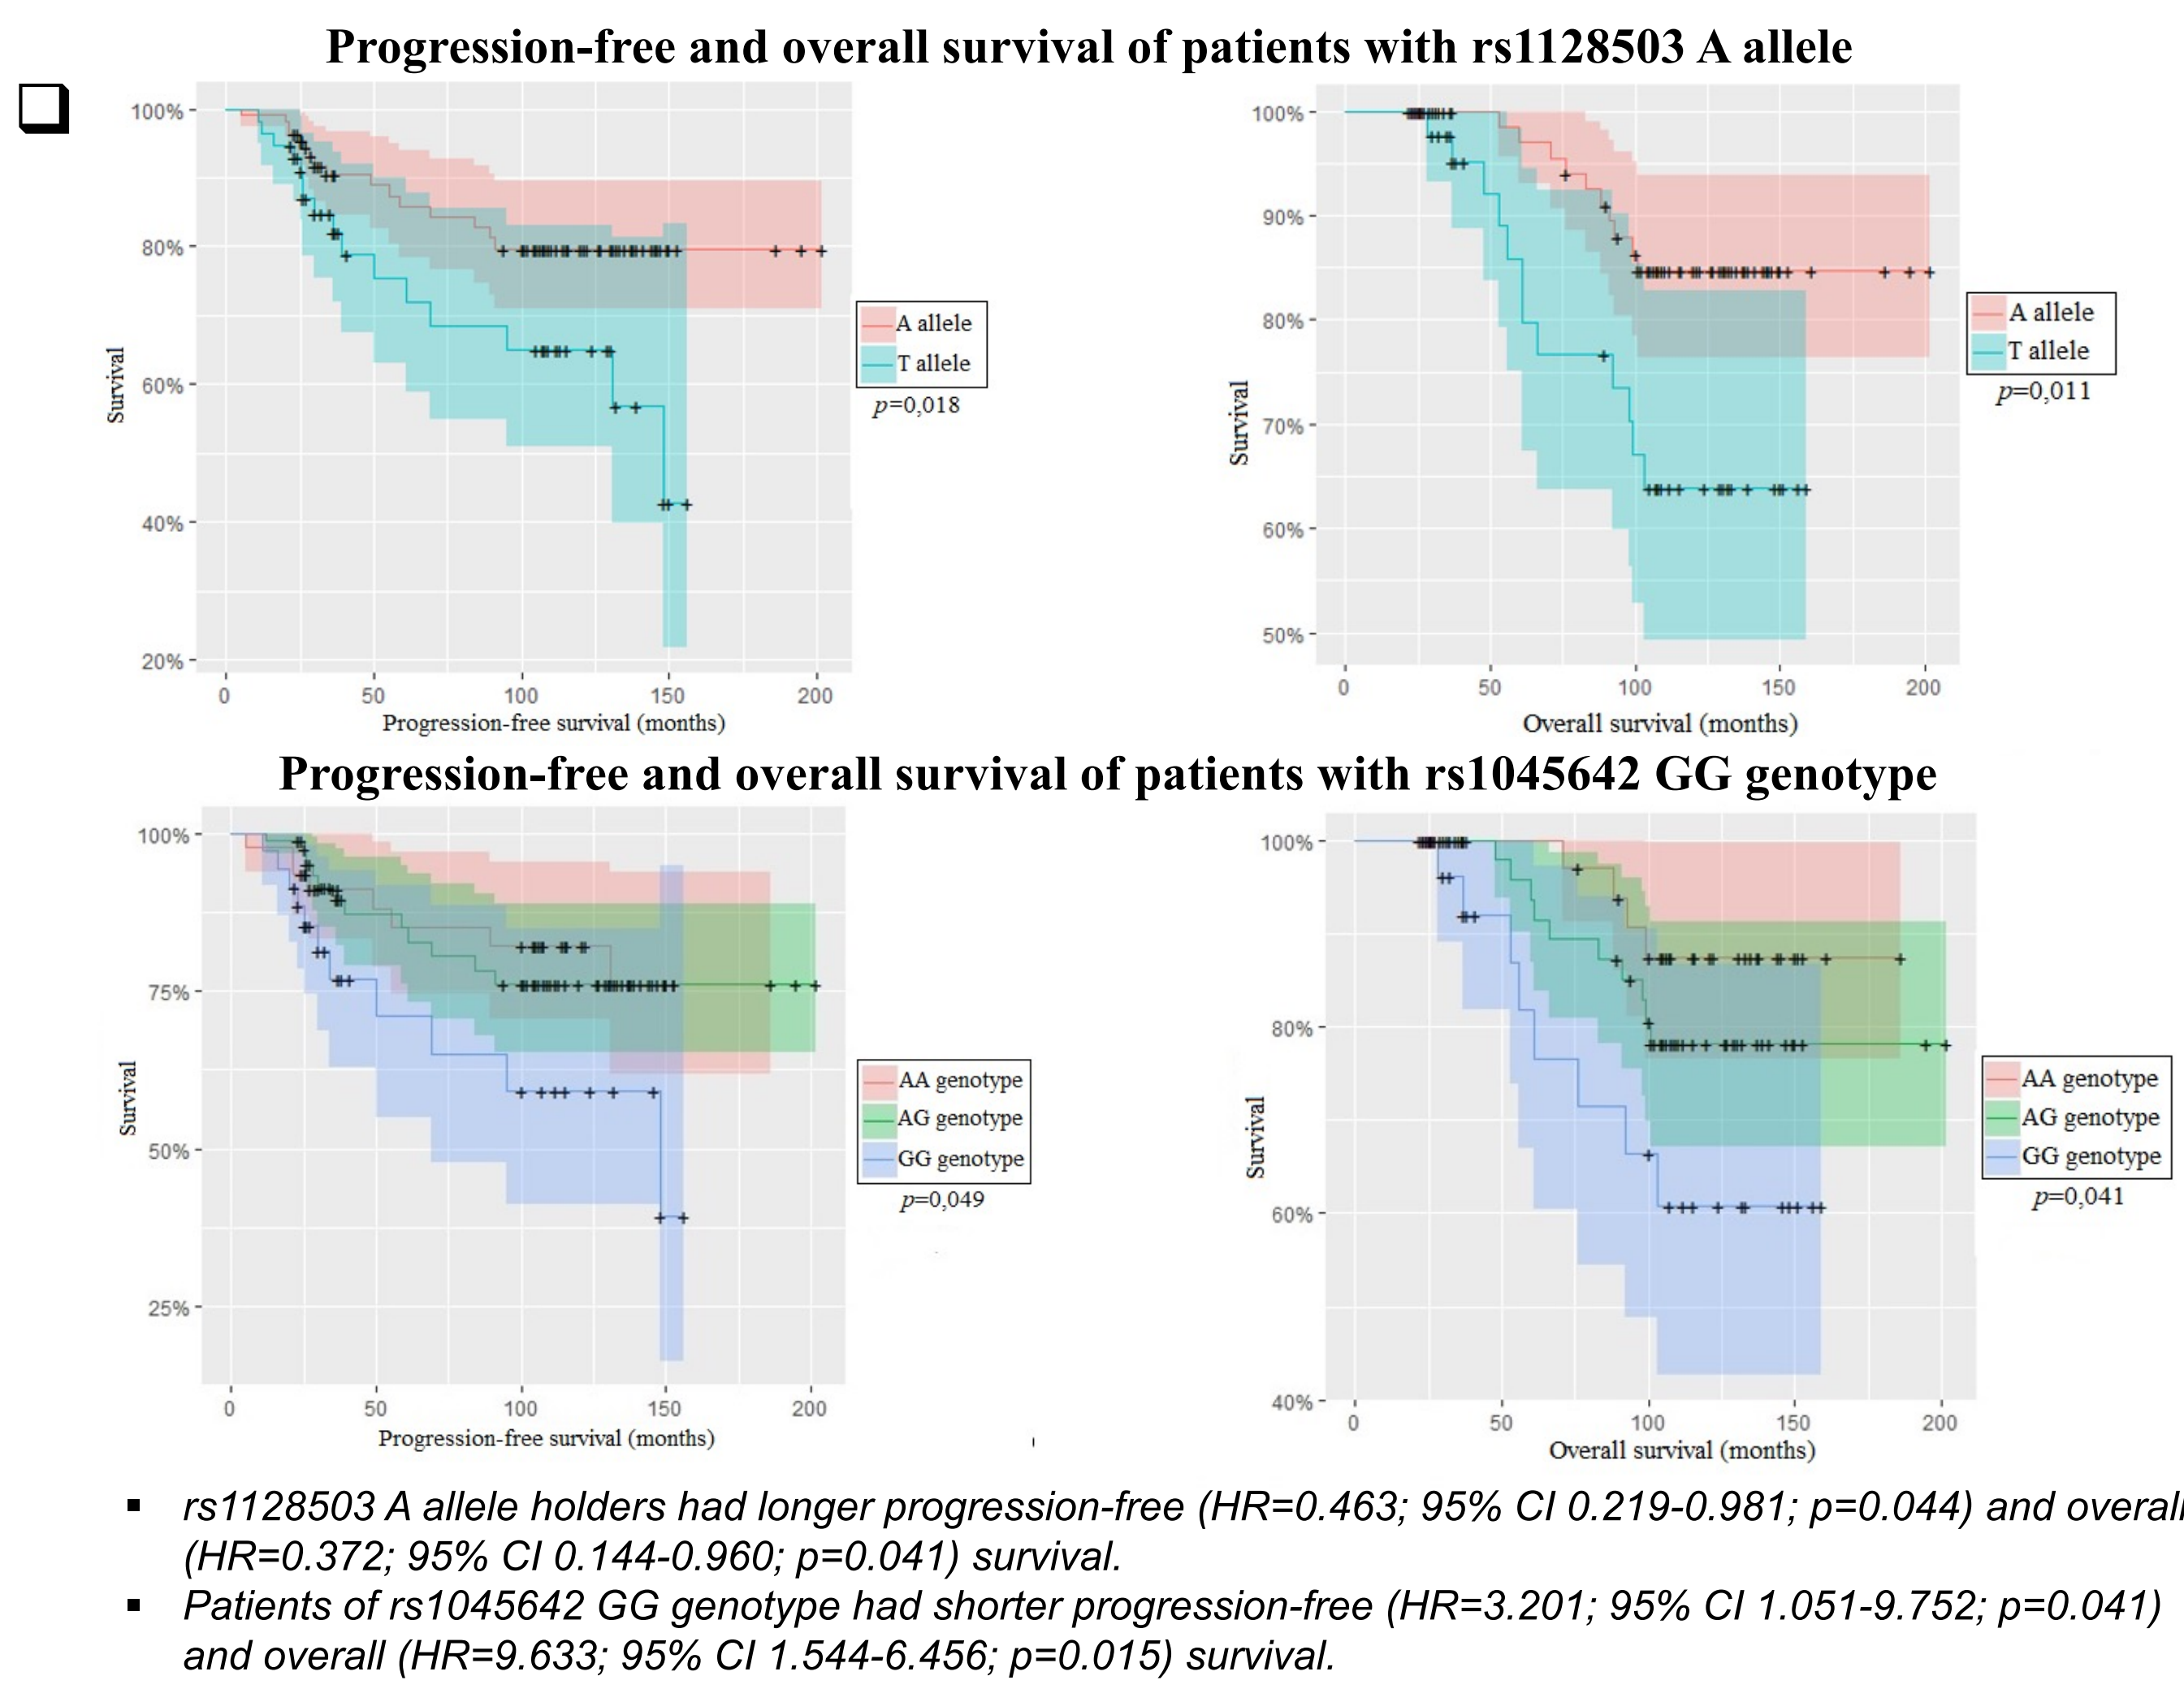 Progression-free and overall survival of patients with rs1128503 A allele
100%
80%
60%
40%
20%
Survival
0 50 100 150 200
Progression-free survival (months)
A allele
T allele
p=0,018
100%
90%
80%
70%
60%
50%
Survival
0 50 100 150 200
Overall survival (months)
A allele
T allele
p=0,011
Progression-free and overall survival of patients with rs1045642 GG genotype
100%
75%
50%
25%
Survival
0 50 100 150 200
Progression-free survival (months)
AA genotype
AG genotype
GG genotype
p=0,049
100%
80%
60%
40%
Survival
0 50 100 150 200
Overall survival (months)
AA genotype
AG genotype
GG genotype
p=0,041
▪ rs1128503 A allele holders had longer progression-free (HR=0.463; 95% CI 0.219-0.981; p=0.044) and overall
(HR=0.372; 95% CI 0.144-0.960; p=0.041) survival.
▪ Patients of rs1045642 GG genotype had shorter progression-free (HR=3.201; 95% CI 1.051-9.752; p=0.041)
and overall (HR=9.633; 95% CI 1.544-6.456; p=0.015) survival.